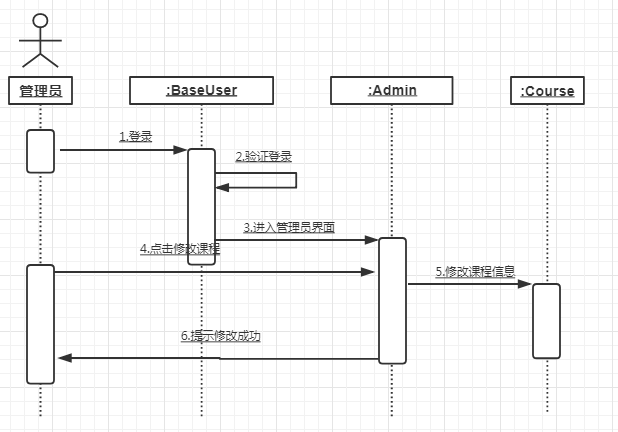 管理员
:BaseUser
:Admin
:Course
1.登录
2.验证登录
3.进入管理员界面
4.点击修改课程
5.修改课程信息
6.提示修改成功